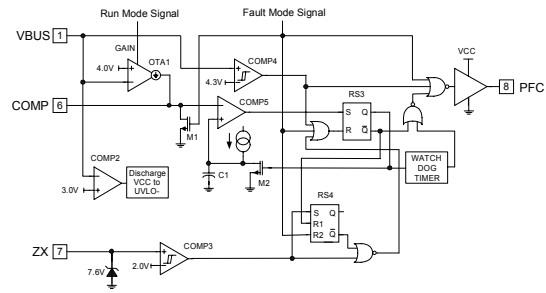 Run Mode Signal
Fault Mode Signal
VBUS 1
GAIN
OTA1
4.0V
COMP4
4.3V
VCC
8 PFC
RS3
COMP 6
COMP5
S Q
R Q̅
M1
C1
M2
WATCH
DOG
TIMER
COMP2
3.0V
Discharge
VCC to
UVLO-
RS4
S Q
R1
R2 Q̅
ZX 7
COMP3
7.6V
2.0V